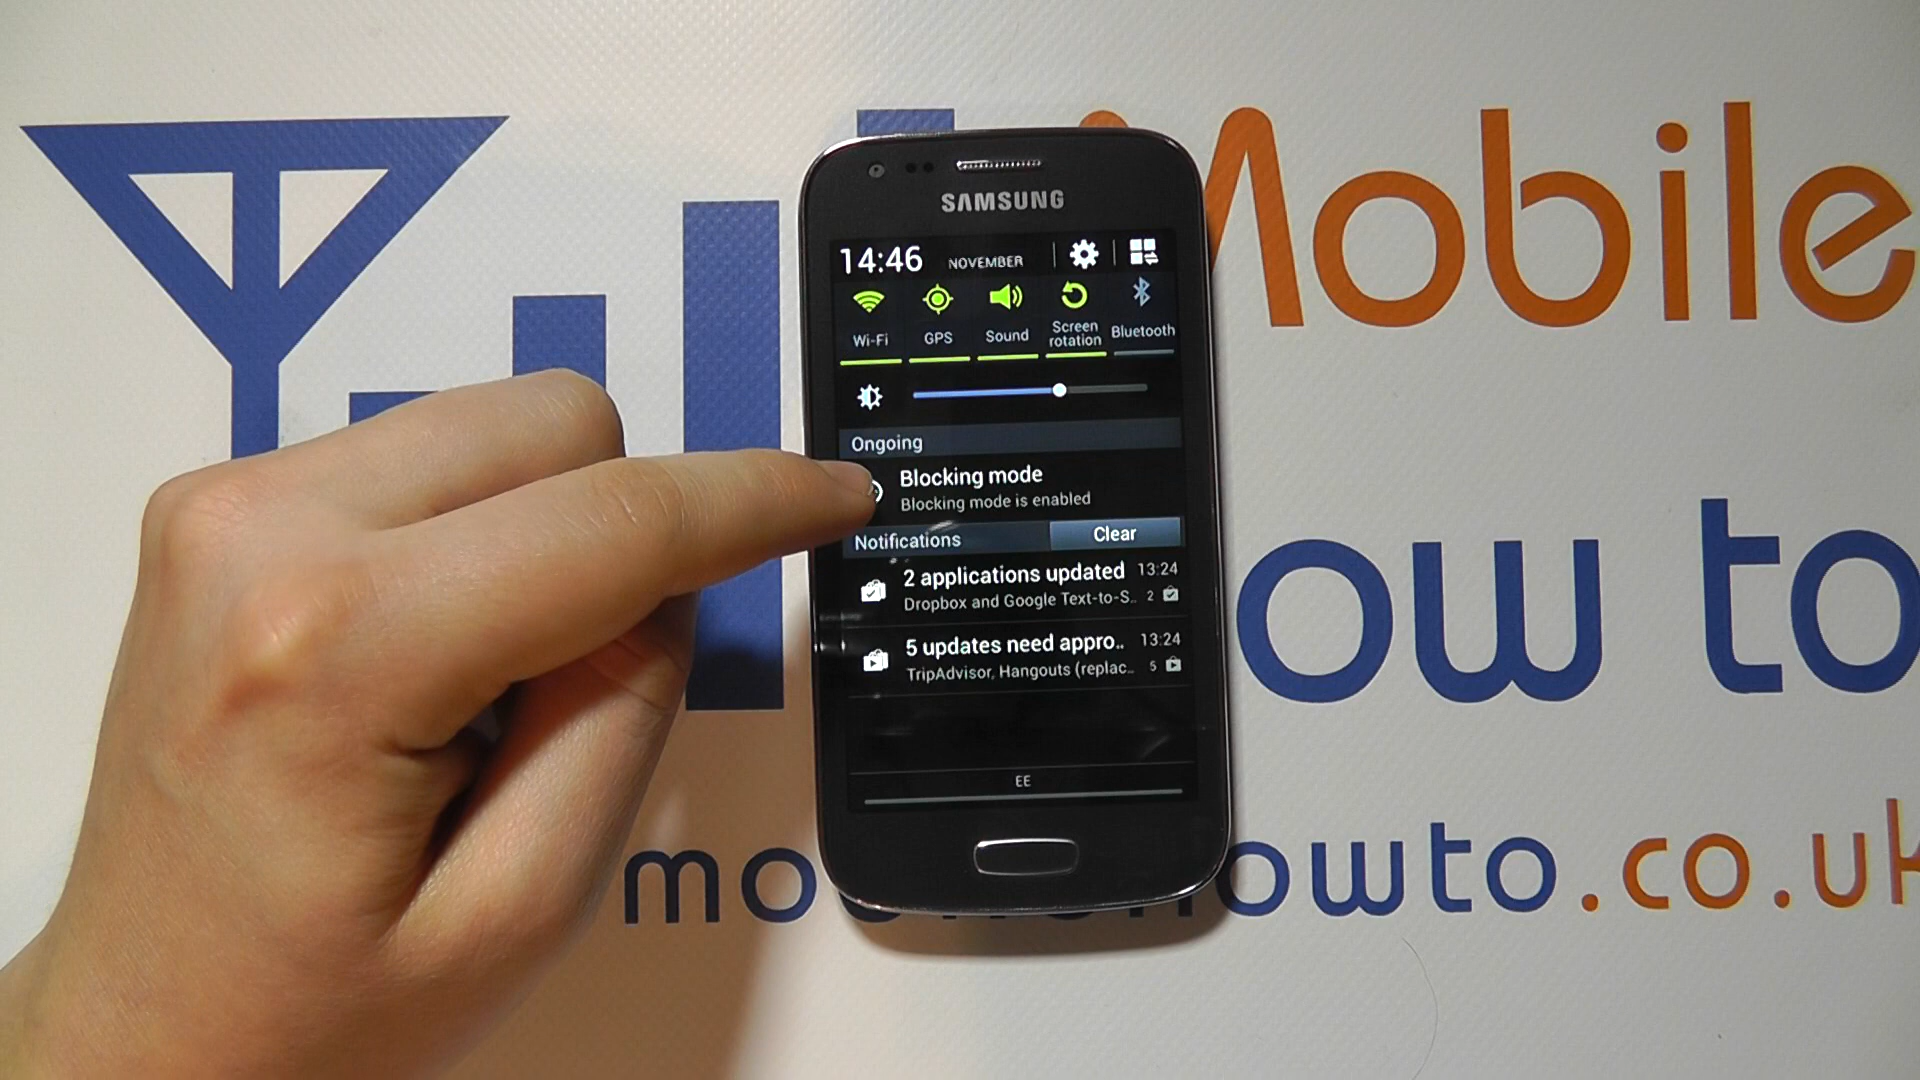 Mobile
SAMSUNG
14:46 NOVEMBER
Wi-Fi GPS Sound Screen rotation Bluetooth
Ongoing
Blocking mode
Blocking mode is enabled
Notifications Clear
2 applications updated 13:24
Dropbox and Google Text-to-S.. 2
5 updates need appro.. 13:24
TripAdvisor, Hangouts (replac.. 5
EE
ow to
.co.uk